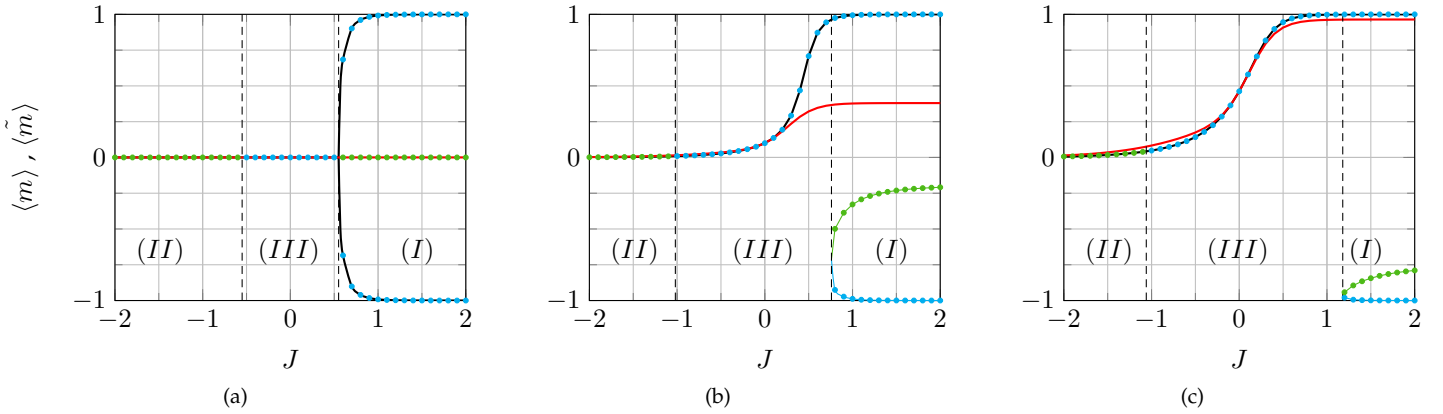 ⟨m⟩ , ⟨m̃⟩
1
0
−1
(II) (III) (I)
−2 −1 0 1 2
J
(a)
1
0
−1
(II) (III) (I)
−2 −1 0 1 2
J
(b)
1
0
−1
(II) (III) (I)
−2 −1 0 1 2
J
(c)